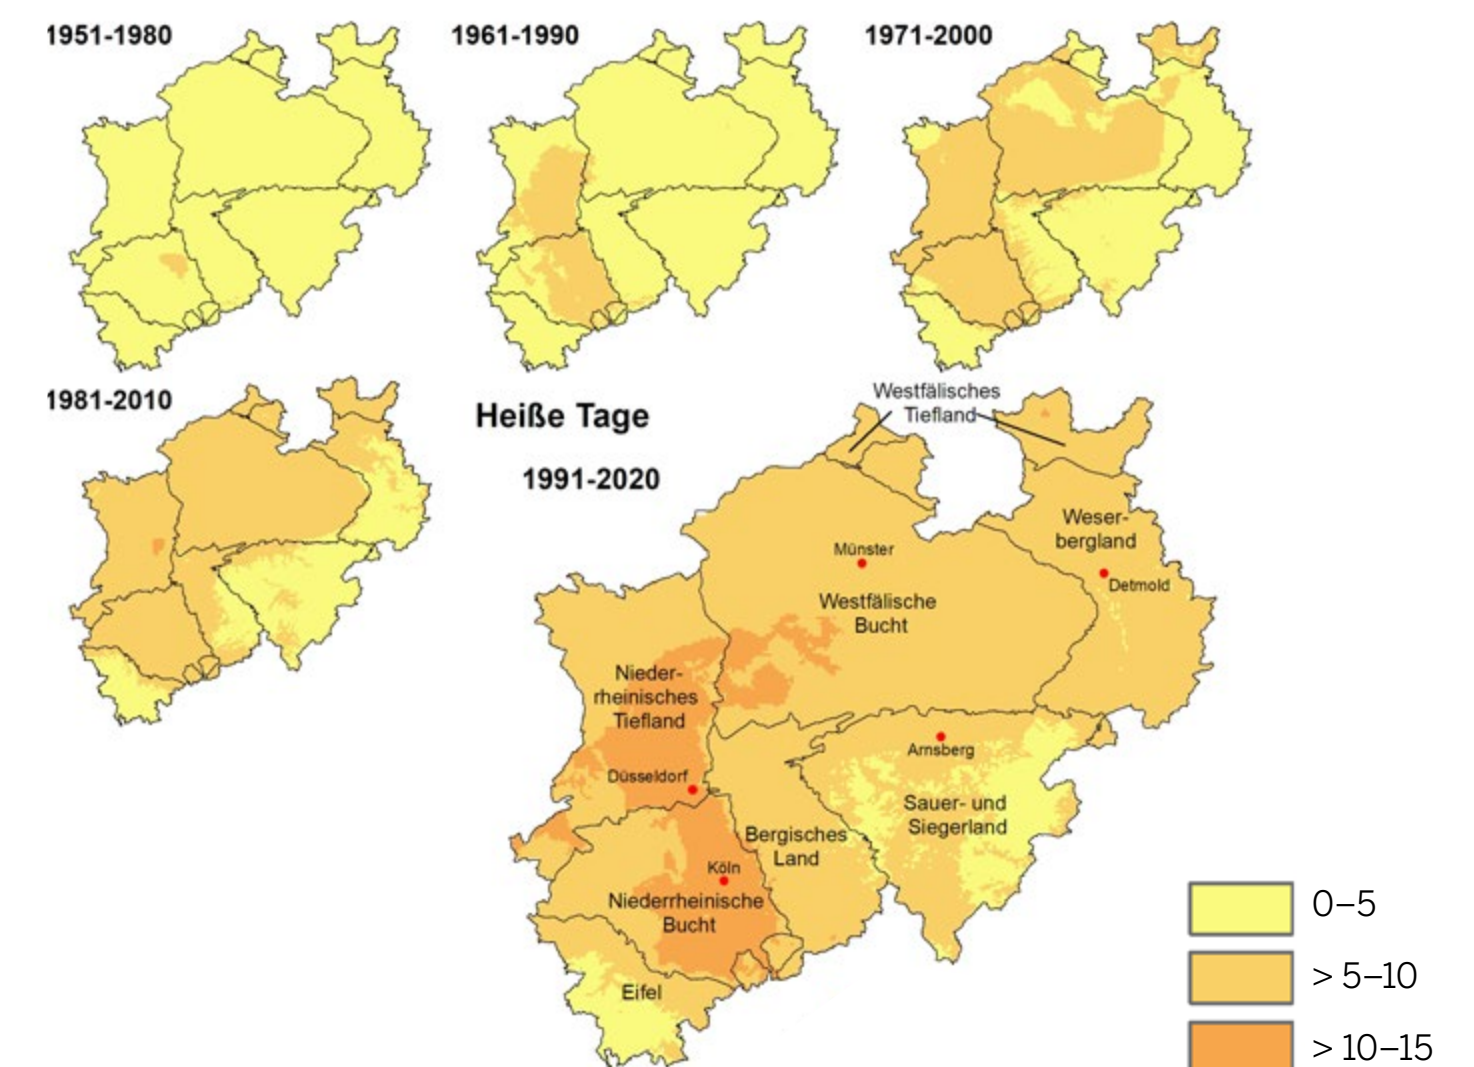 1951-1980
1961-1990
1971-2000
1981-2010
Heiße Tage
1991-2020
Westfälisches
Tiefland
Weser-
bergland
Münster
Detmold
Westfälische
Bucht
Nieder-
rheinisches
Tiefland
Arnsberg
Düsseldorf
Sauer- und
Siegerland
Bergisches
Land
Köln
Niederrheinische
Bucht
Eifel
0–5
> 5–10
> 10–15